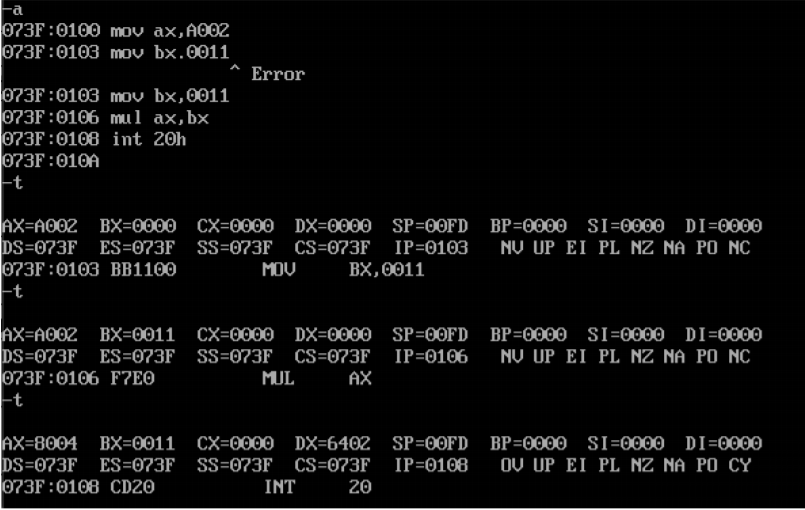 -a
073F:0100 mov ax,A002
073F:0103 mov bx.0011
^ Error
073F:0103 mov bx,0011
073F:0106 mul ax,bx
073F:0108 int 20h
073F:010A
-t
AX=A002 BX=0000 CX=0000 DX=0000 SP=00FD BP=0000 SI=0000 DI=0000
DS=073F ES=073F SS=073F CS=073F IP=0103 NV UP EI PL NZ NA PO NC
073F:0103 BB1100 MOV BX,0011
-t
AX=A002 BX=0011 CX=0000 DX=0000 SP=00FD BP=0000 SI=0000 DI=0000
DS=073F ES=073F SS=073F CS=073F IP=0106 NV UP EI PL NZ NA PO NC
073F:0106 F7E0 MUL AX
-t
AX=8004 BX=0011 CX=0000 DX=6402 SP=00FD BP=0000 SI=0000 DI=0000
DS=073F ES=073F SS=073F CS=073F IP=0108 OV UP EI PL NZ NA PO CY
073F:0108 CD20 INT 20